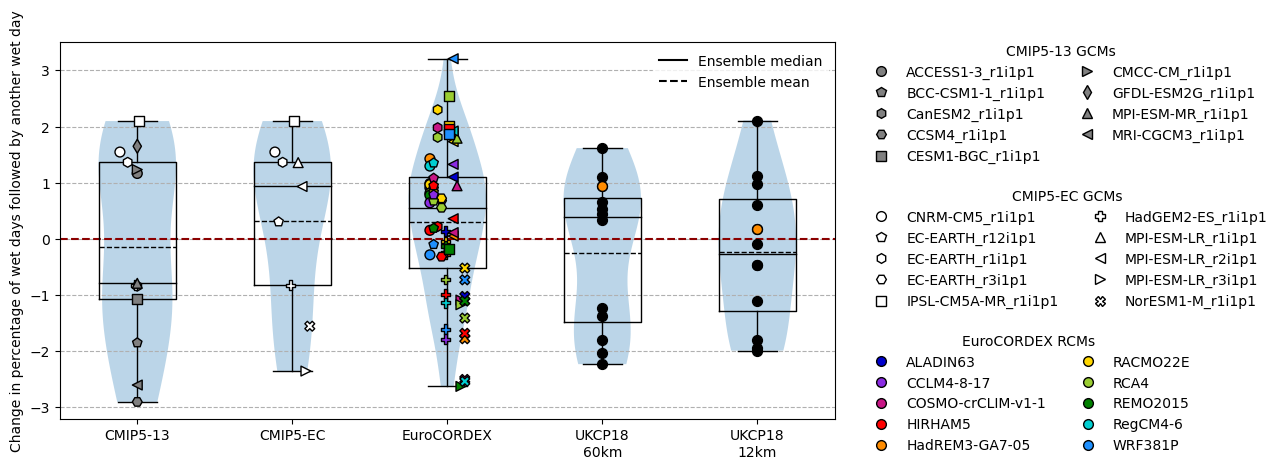 Change in percentage of wet days followed by another wet day
3
2
1
0
−1
−2
−3
Ensemble median
Ensemble mean
CMIP5-13
CMIP5-EC
EuroCORDEX
UKCP18
60km
UKCP18
12km
CMIP5-13 GCMs
ACCESS1-3_r1i1p1
BCC-CSM1-1_r1i1p1
CanESM2_r1i1p1
CCSM4_r1i1p1
CESM1-BGC_r1i1p1
CMCC-CM_r1i1p1
GFDL-ESM2G_r1i1p1
MPI-ESM-MR_r1i1p1
MRI-CGCM3_r1i1p1
CMIP5-EC GCMs
CNRM-CM5_r1i1p1
EC-EARTH_r12i1p1
EC-EARTH_r1i1p1
EC-EARTH_r3i1p1
IPSL-CM5A-MR_r1i1p1
HadGEM2-ES_r1i1p1
MPI-ESM-LR_r1i1p1
MPI-ESM-LR_r2i1p1
MPI-ESM-LR_r3i1p1
NorESM1-M_r1i1p1
EuroCORDEX RCMs
ALADIN63
CCLM4-8-17
COSMO-crCLIM-v1-1
HIRHAM5
HadREM3-GA7-05
RACMO22E
RCA4
REMO2015
RegCM4-6
WRF381P